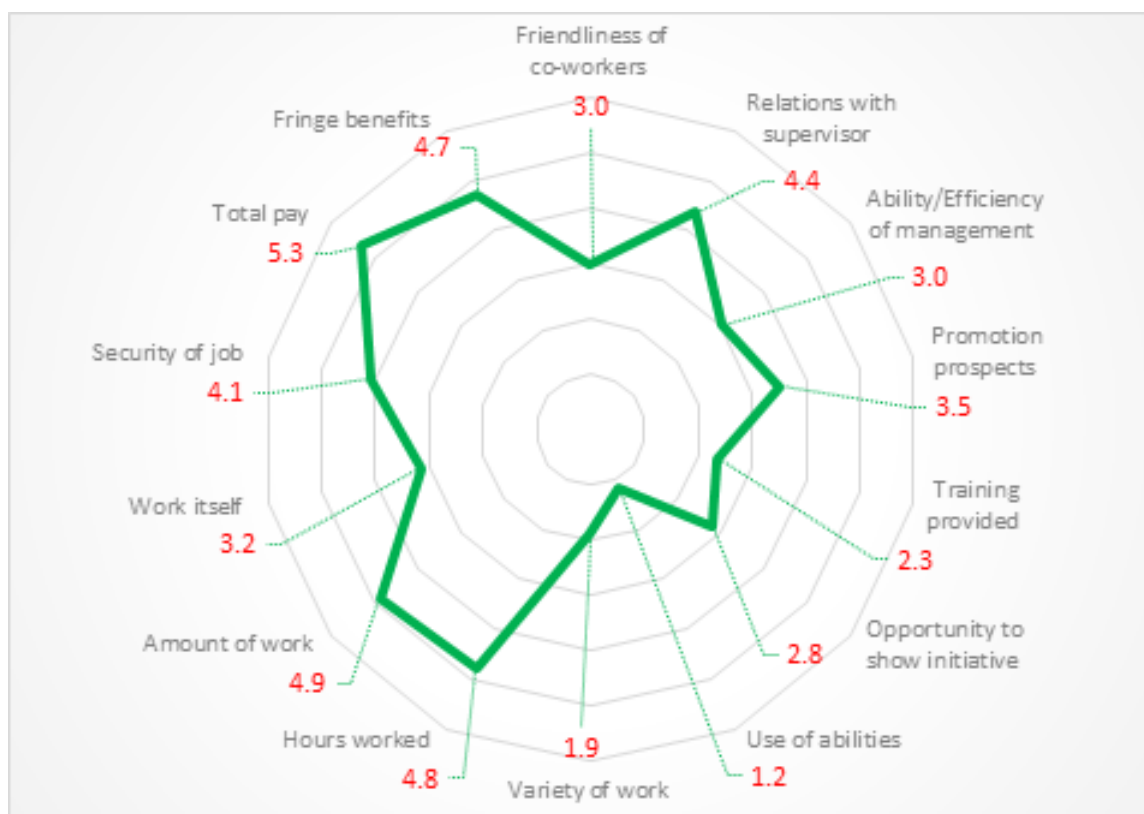 Friendliness of
co-workers
3.0
Relations with
supervisor
4.4
Ability/Efficiency
of management
3.0
Promotion
prospects
3.5
Training
provided
2.3
Opportunity to
show initiative
2.8
Use of abilities
1.2
Variety of work
1.9
Hours worked
4.8
Amount of work
4.9
Work itself
3.2
Security of job
4.1
Total pay
5.3
Fringe benefits
4.7